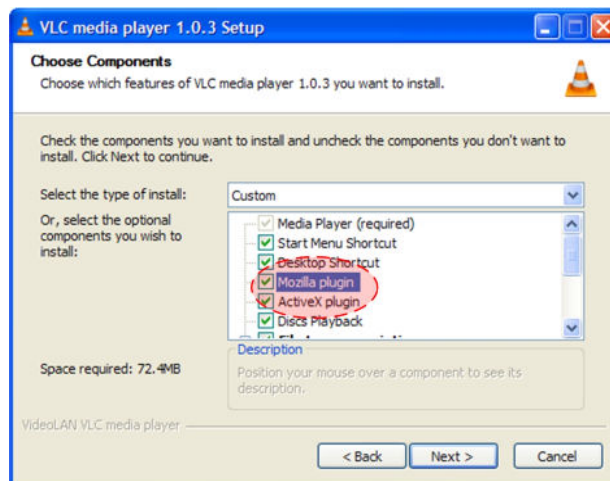 VLC media player 1.0.3 Setup
Choose Components
Choose which features of VLC media player 1.0.3 you want to install.
Check the components you want to install and uncheck the components you don't want to
install. Click Next to continue.
Select the type of install:
Custom
Or, select the optional
components you wish to
install:
Media Player (required)
Start Menu Shortcut
Desktop Shortcut
Mozilla plugin
ActiveX plugin
Discs Playback
Space required: 72.4MB
Description
Position your mouse over a component to see its
description.
VideoLAN VLC media player
< Back
Next >
Cancel